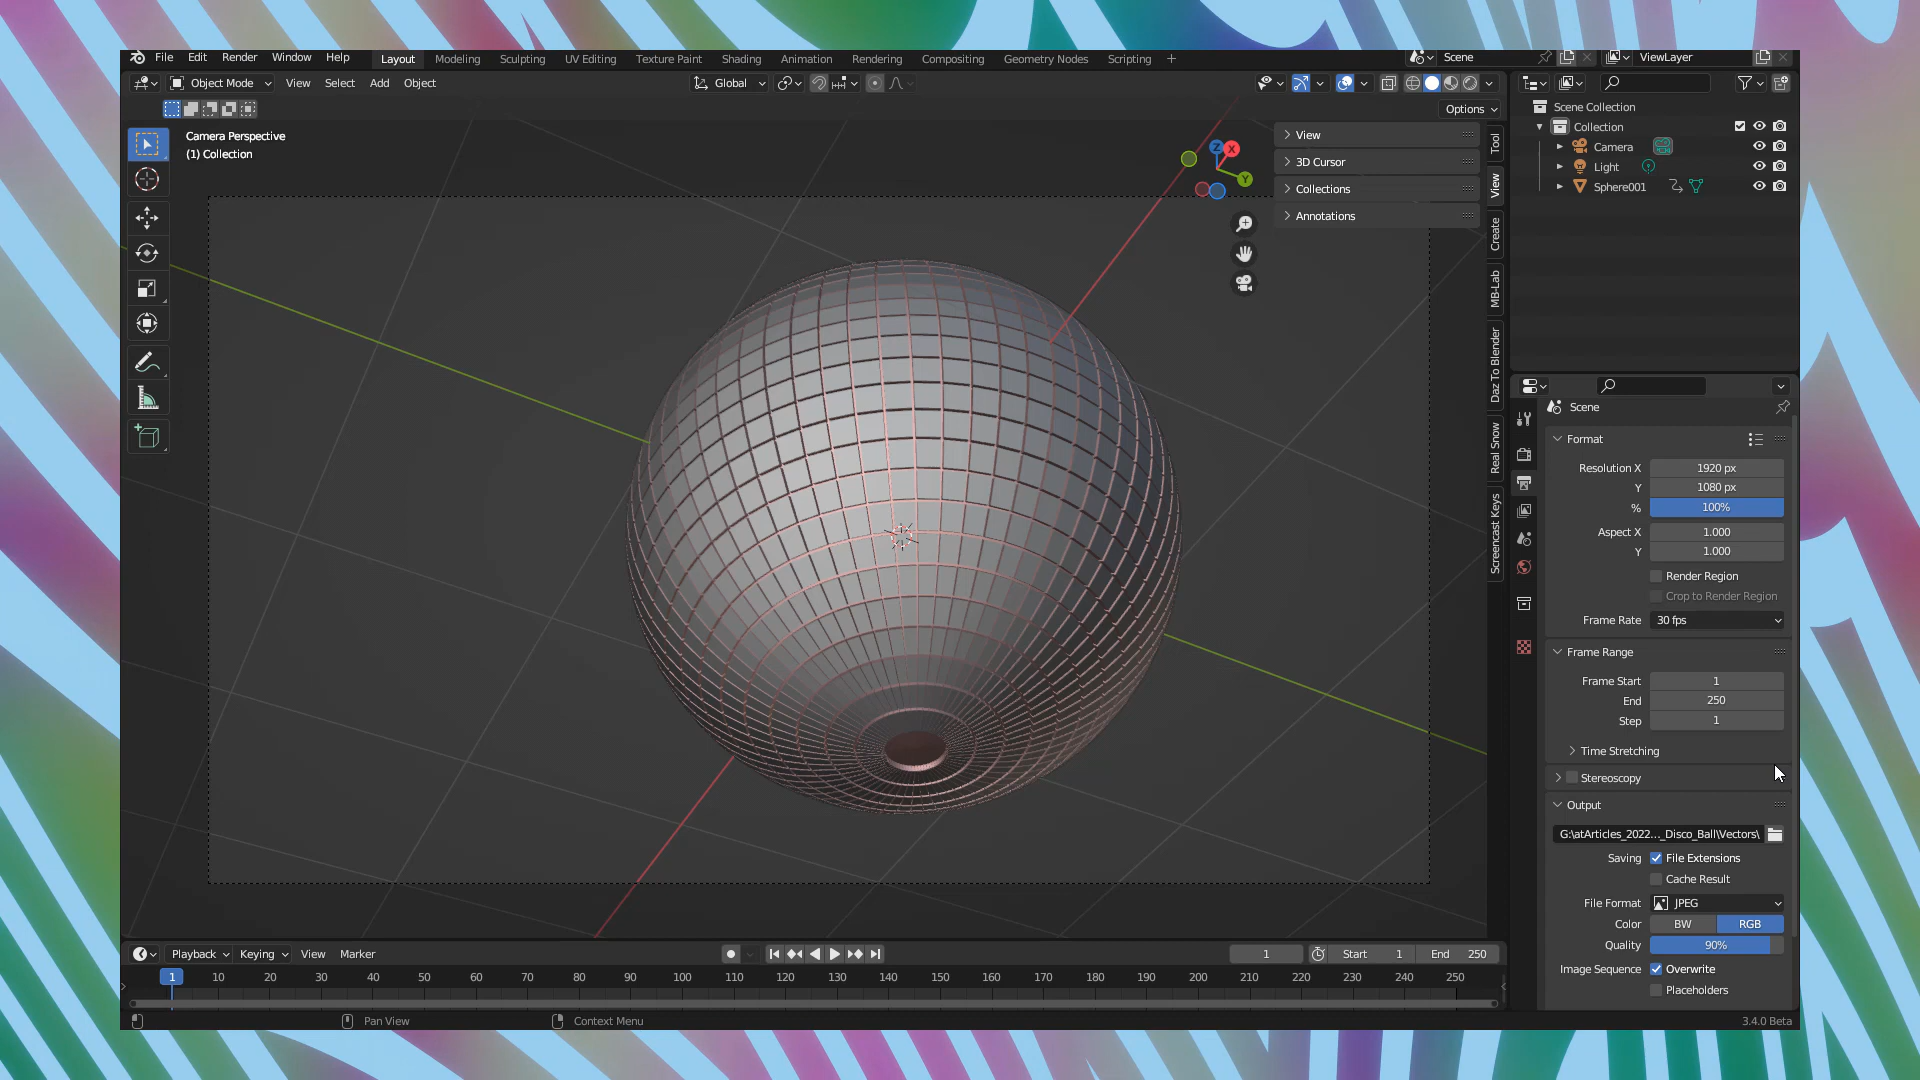 File Edit Render Window Help Layout Modeling Sculpting UV Editing Texture Paint Shading Animation Rendering Compositing Geometry Nodes Scripting + Scene ViewLayer
Object Mode View Select Add Object Global
Options
Camera Perspective
(1) Collection
View
3D Cursor
Collections
Annotations
Tool
View
Create
MB-Lab
Daz To Blender
Real Snow
Screencast Keys
X
Y
Z
Scene Collection
Collection
Camera
Light
Sphere001
Scene
Format
Resolution X 1920 px
Y 1080 px
% 100%
Aspect X 1.000
Y 1.000
Render Region
Crop to Render Region
Frame Rate 30 fps
Frame Range
Frame Start 1
End 250
Step 1
Time Stretching
Stereoscopy
Output
G:\atArticles_2022..._Disco_Ball\Vectors\
Saving File Extensions
Cache Result
File Format JPEG
Color BW RGB
Quality 90%
Image Sequence Overwrite
Placeholders
Playback Keying View Marker 1 Start 1 End 250
1 10 20 30 40 50 60 70 80 90 100 110 120 130 140 150 160 170 180 190 200 210 220 230 240 250
Pan View Context Menu 3.4.0 Beta